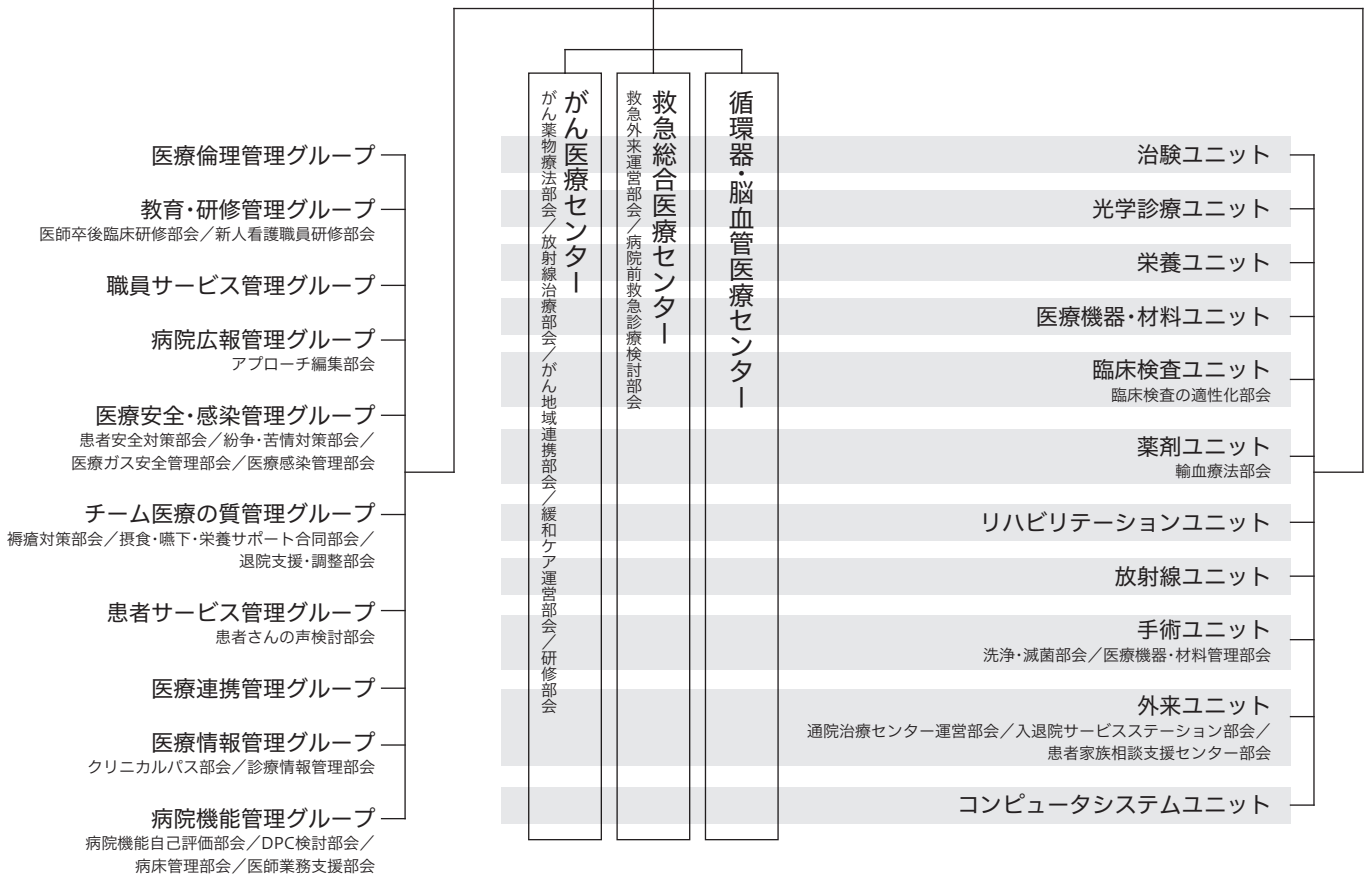 医療倫理管理グループ
教育・研修管理グループ
医師卒後臨床研修部会／新人看護職員研修部会
職員サービス管理グループ
病院広報管理グループ
アプローチ編集部会
医療安全・感染管理グループ
患者安全対策部会／紛争・苦情対策部会／
医療ガス安全管理部会／医療感染管理部会
チーム医療の質管理グループ
褥瘡対策部会／摂食・嚥下・栄養サポート合同部会／
退院支援・調整部会
患者サービス管理グループ
患者さんの声検討部会
医療連携管理グループ
医療情報管理グループ
クリニカルパス部会／診療情報管理部会
病院機能管理グループ
病院機能自己評価部会／DPC検討部会／
病床管理部会／医師業務支援部会
がん医療センター
がん薬物療法部会／放射線治療部会／がん地域連携部会／緩和ケア運営部会／研修部会
救急総合医療センター
救急外来運営部会／病院前救急診療検討部会
循環器・脳血管医療センター
治験ユニット
光学診療ユニット
栄養ユニット
医療機器・材料ユニット
臨床検査ユニット
臨床検査の適性化部会
薬剤ユニット
輸血療法部会
リハビリテーションユニット
放射線ユニット
手術ユニット
洗浄・滅菌部会／医療機器・材料管理部会
外来ユニット
通院治療センター運営部会／入退院サービスステーション部会／
患者家族相談支援センター部会
コンピュータシステムユニット